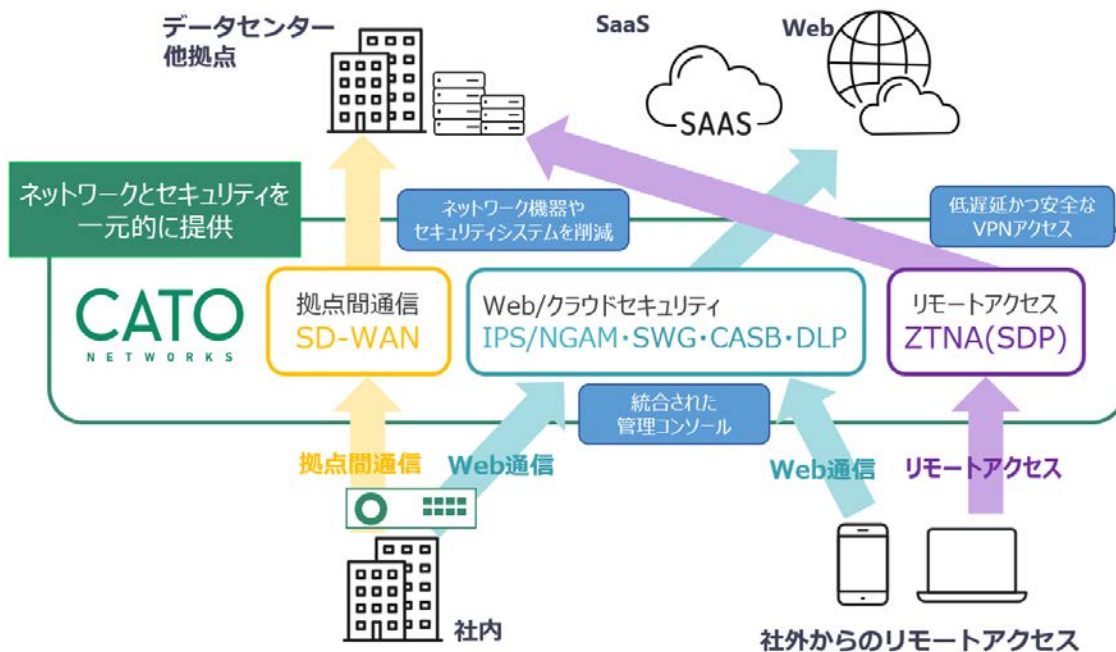 データセンター
他拠点
SaaS
Web
SAAS
ネットワークとセキュリティを
一元的に提供
ネットワーク機器や
セキュリティシステムを削減
低遅延かつ安全な
VPNアクセス
CATO
NETWORKS
拠点間通信
SD-WAN
Web/クラウドセキュリティ
IPS/NGAM・SWG・CASB・DLP
リモートアクセス
ZTNA(SDP)
統合された
管理コンソール
拠点間通信
Web通信
Web通信
リモートアクセス
社内
社外からのリモートアクセス